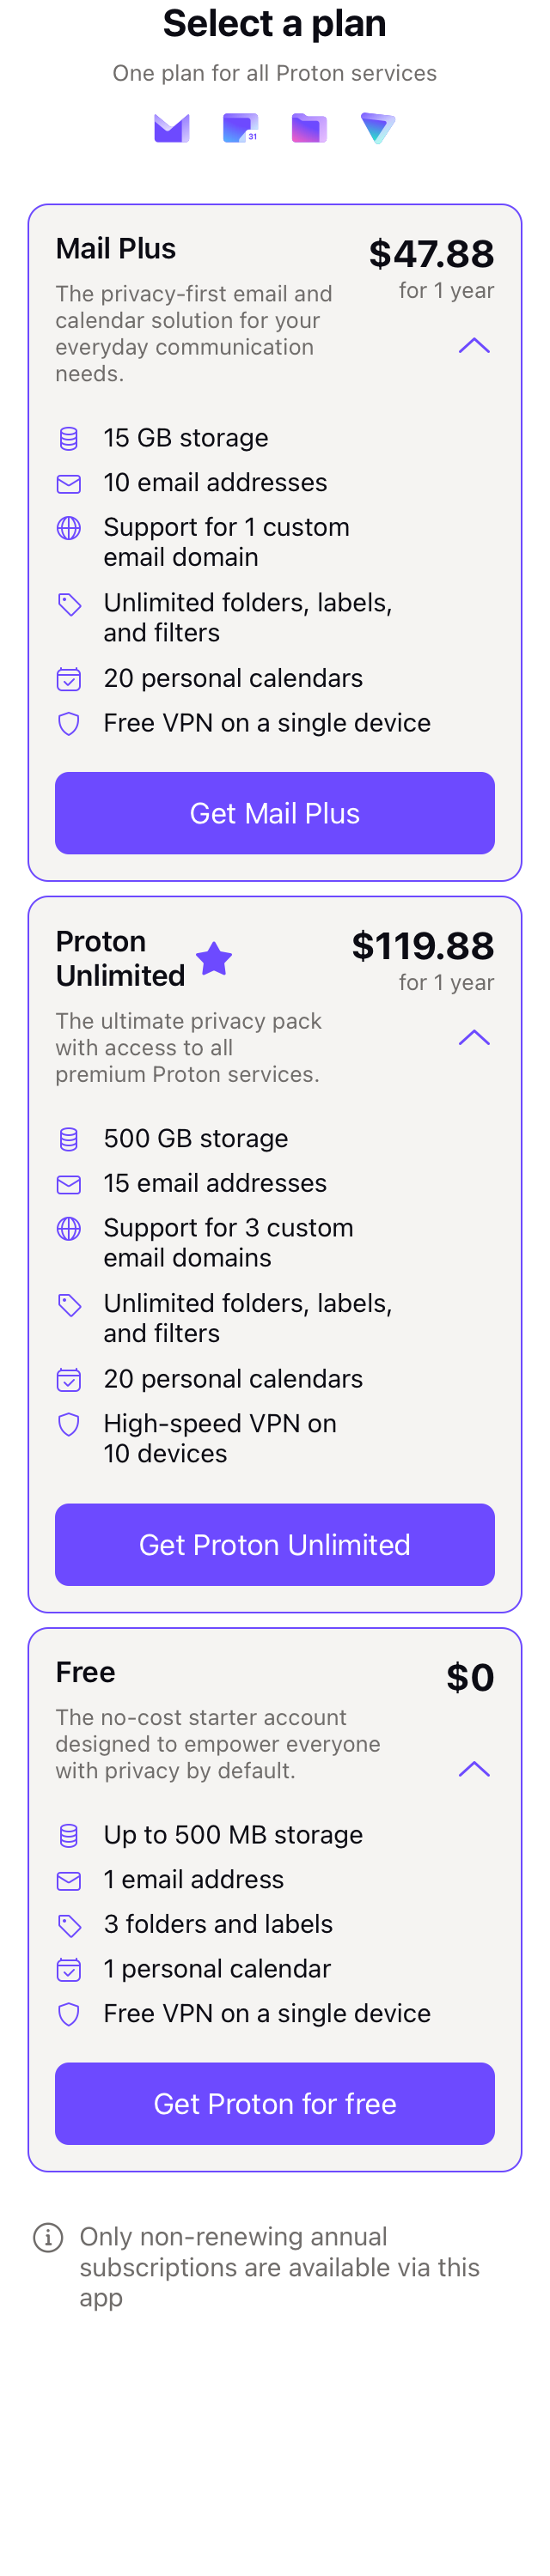 Select a plan
One plan for all Proton services
31
Mail Plus
$47.88
for 1 year
The privacy-first email and
calendar solution for your
everyday communication
needs.
15 GB storage
10 email addresses
Support for 1 custom
email domain
Unlimited folders, labels,
and filters
20 personal calendars
Free VPN on a single device
Get Mail Plus
Proton
Unlimited
$119.88
for 1 year
The ultimate privacy pack
with access to all
premium Proton services.
500 GB storage
15 email addresses
Support for 3 custom
email domains
Unlimited folders, labels,
and filters
20 personal calendars
High-speed VPN on
10 devices
Get Proton Unlimited
Free
$0
The no-cost starter account
designed to empower everyone
with privacy by default.
Up to 500 MB storage
1 email address
3 folders and labels
1 personal calendar
Free VPN on a single device
Get Proton for free
Only non-renewing annual
subscriptions are available via this
app